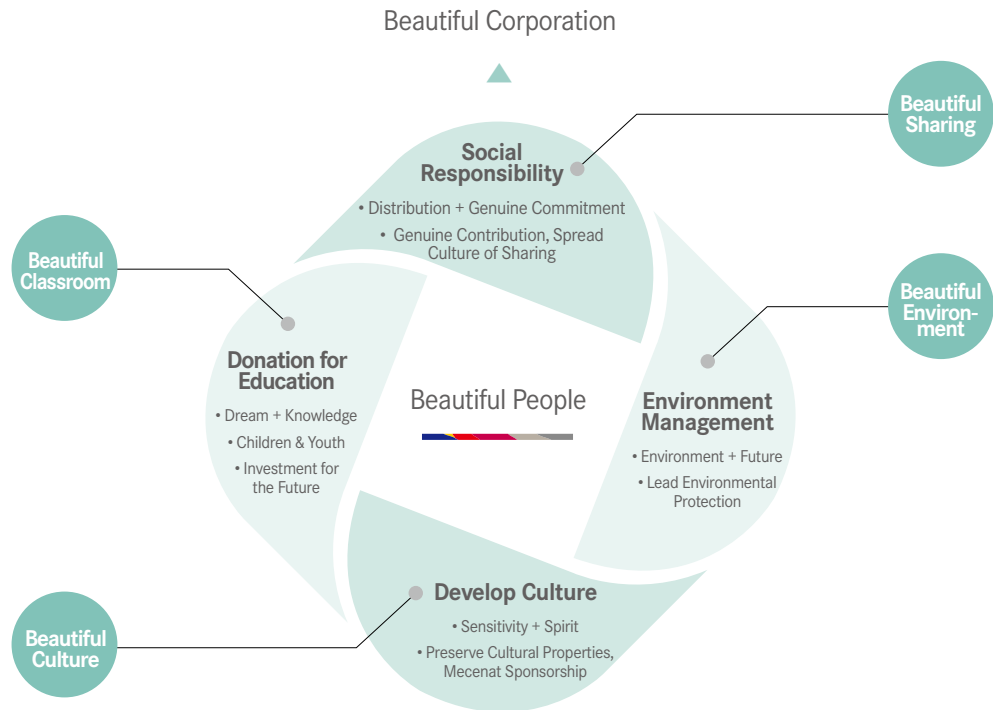 Beautiful Corporation
Beautiful
Sharing
Social
Responsibility
• Distribution + Genuine Commitment
• Genuine Contribution, Spread
Culture of Sharing
Beautiful
Classroom
Donation for
Education
• Dream + Knowledge
• Children & Youth
• Investment for
the Future
Beautiful People
Beautiful
Environ-
ment
Environment
Management
• Environment + Future
• Lead Environmental
Protection
Develop Culture
• Sensitivity + Spirit
• Preserve Cultural Properties,
Mecenat Sponsorship
Beautiful
Culture